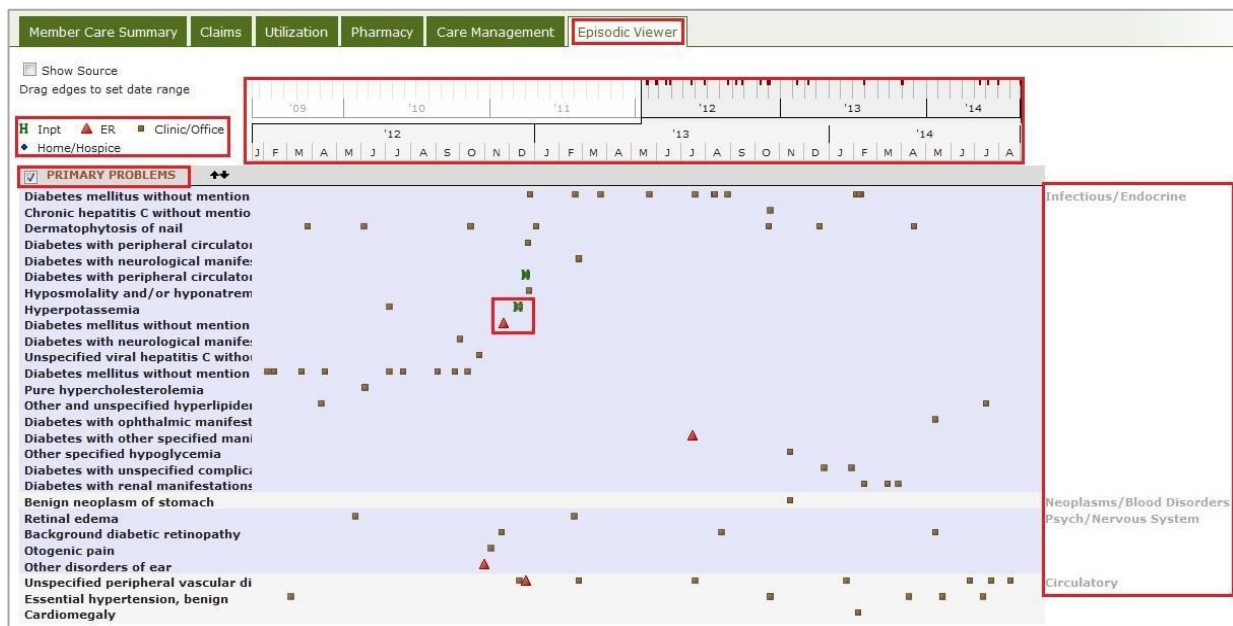 Member Care Summary Claims Utilization Pharmacy Care Management Episodic Viewer
Show Source
Drag edges to set date range
'09 '10 '11 '12 '13 '14
Inpt ER Clinic/Office
Home/Hospice
'12 '13 '14
J F M A M J J A S O N D J F M A M J J A S O N D J F M A M J J A
PRIMARY PROBLEMS
Diabetes mellitus without mention
Infectious/Endocrine
Chronic hepatitis C without mentio
Dermatophytosis of nail
Diabetes with peripheral circulator
Diabetes with neurological manife
Diabetes with peripheral circulator
Hyposmolality and/or hyponatrem
Hyperpotassemia
Diabetes mellitus without mention
Diabetes with neurological manife
Unspecified viral hepatitis C withou
Diabetes mellitus without mention
Pure hypercholesterolemia
Other and unspecified hyperlipider
Diabetes with ophthalmic manifest
Diabetes with other specified mani
Other specified hypoglycemia
Diabetes with unspecified complica
Diabetes with renal manifestations
Benign neoplasm of stomach
Neoplasms/Blood Disorders
Retinal edema
Psych/Nervous System
Background diabetic retinopathy
Otogenic pain
Other disorders of ear
Unspecified peripheral vascular di
Circulatory
Essential hypertension, benign
Cardiomegaly